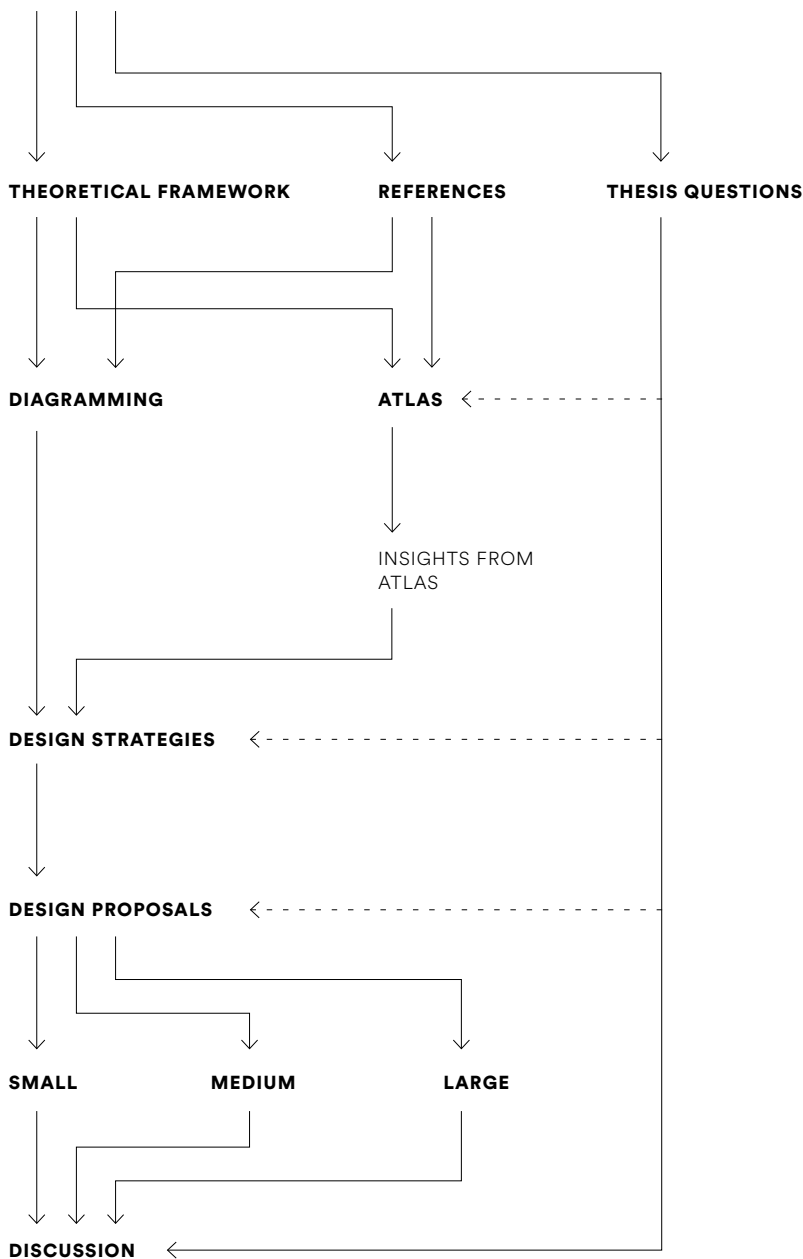 THEORETICAL FRAMEWORK
REFERENCES
THESIS QUESTIONS
DIAGRAMMING
ATLAS
INSIGHTS FROM
ATLAS
DESIGN STRATEGIES
DESIGN PROPOSALS
SMALL
MEDIUM
LARGE
DISCUSSION